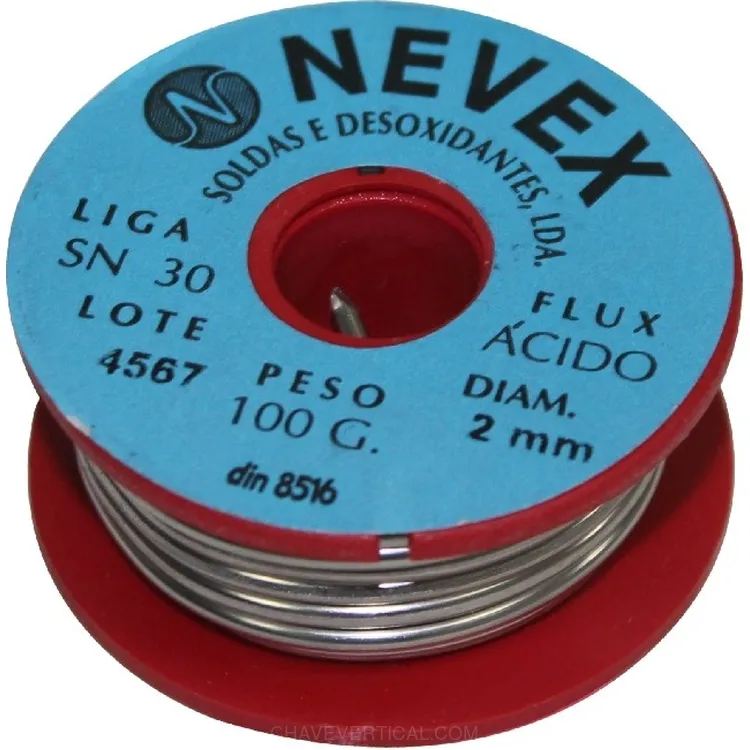 NEVEX
SOLDAS E DESOXIDANTES, LDA.
LIGA
SN 30
LOTE
4567
PESO
100 G.
FLUX
ÁCIDO
DIAM.
2 mm
din 8516
CHAVEVERTICAL.COM